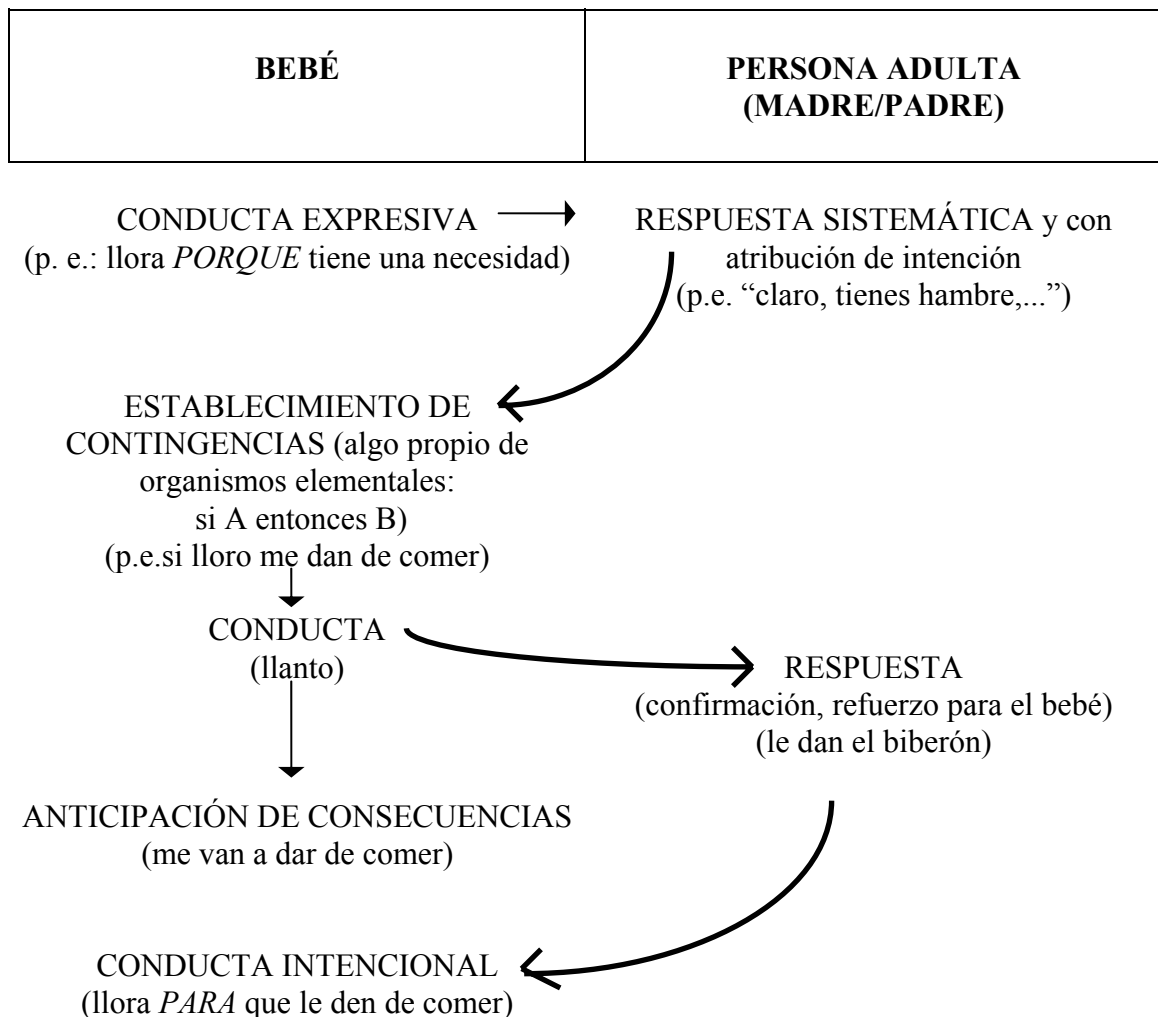 BEBÉ
PERSONA ADULTA
(MADRE/PADRE)
CONDUCTA EXPRESIVA
(p. e.: llora PORQUE tiene una necesidad)
RESPUESTA SISTEMÁTICA y con
atribución de intención
(p.e. “claro, tienes hambre,...”)
ESTABLECIMIENTO DE
CONTINGENCIAS (algo propio de
organismos elementales:
si A entonces B)
(p.e.si lloro me dan de comer)
CONDUCTA
(llanto)
RESPUESTA
(confirmación, refuerzo para el bebé)
(le dan el biberón)
ANTICIPACIÓN DE CONSECUENCIAS
(me van a dar de comer)
CONDUCTA INTENCIONAL
(llora PARA que le den de comer)